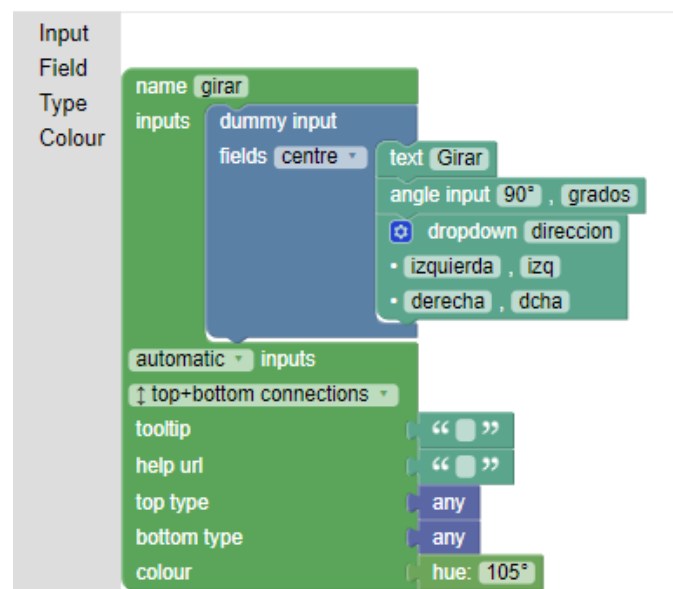 Input
Field
Type
Colour
name girar
inputs dummy input
fields centre text Girar
angle input 90° , grados
dropdown direccion
• izquierda , izq
• derecha , dcha
automatic inputs
↕ top+bottom connections
tooltip “ ”
help url “ ”
top type any
bottom type any
colour hue: 105°